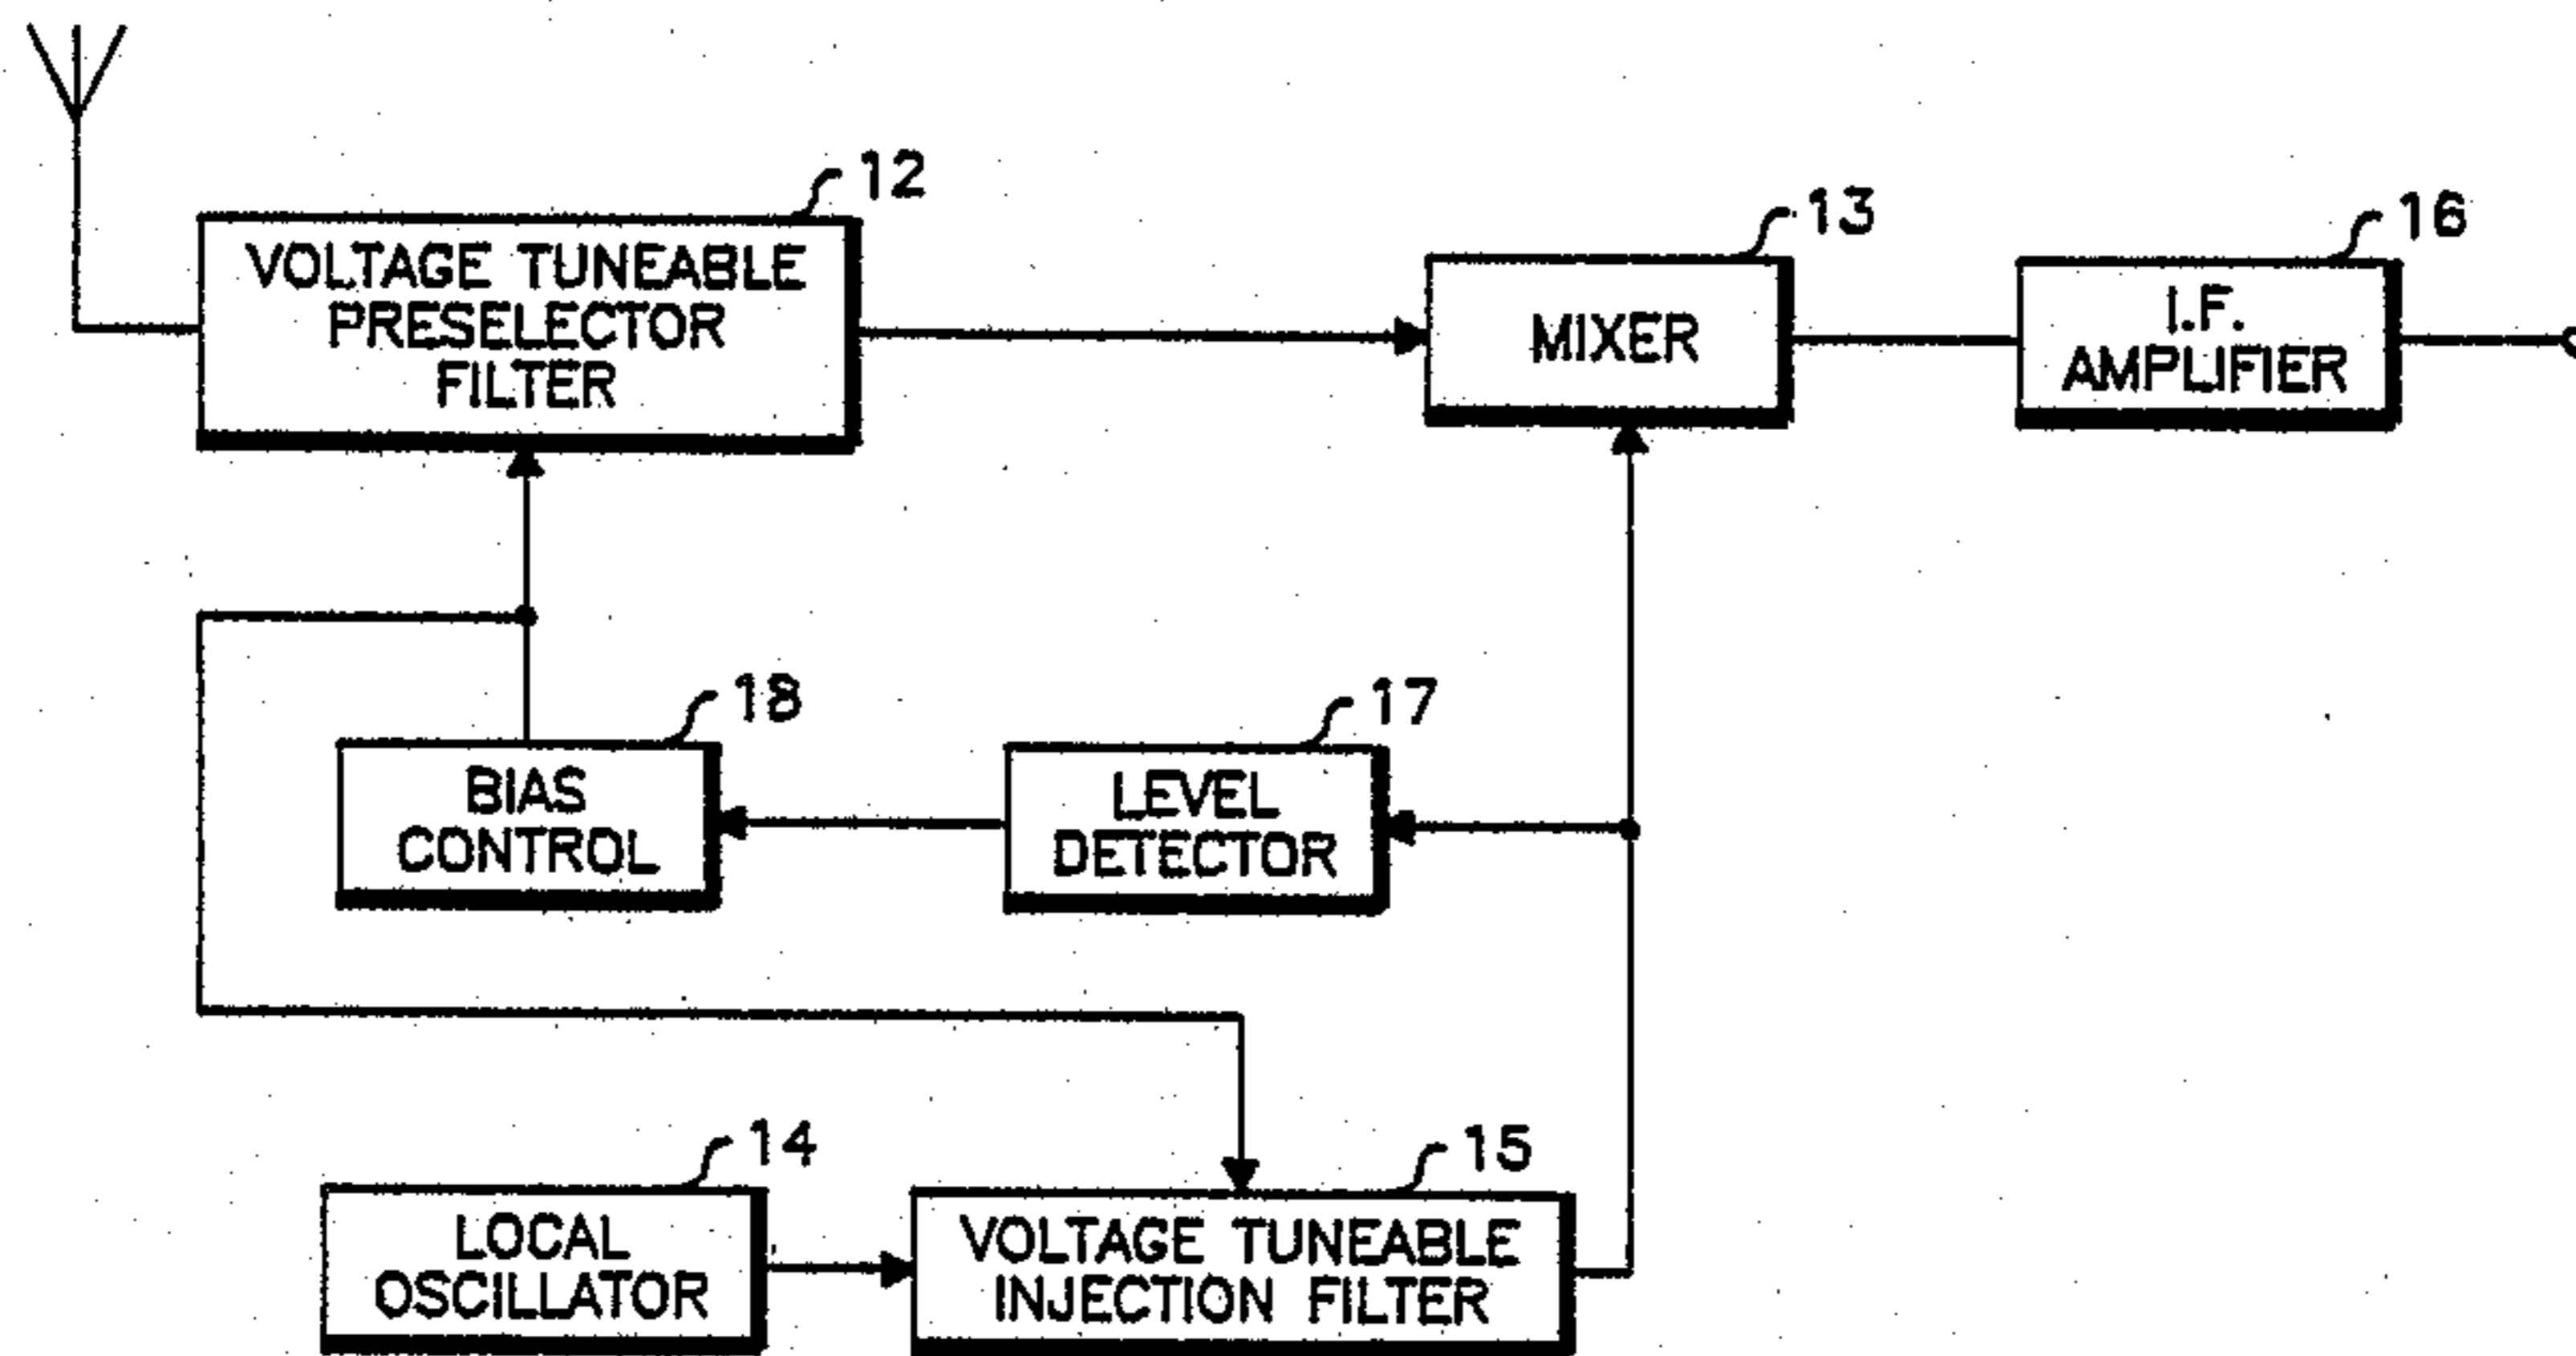 12
VOLTAGE TUNEABLE
PRESELECTOR
FILTER
13
MIXER
16
I.F.
AMPLIFIER
18
BIAS
CONTROL
17
LEVEL
DETECTOR
14
LOCAL
OSCILLATOR
15
VOLTAGE TUNEABLE
INJECTION FILTER